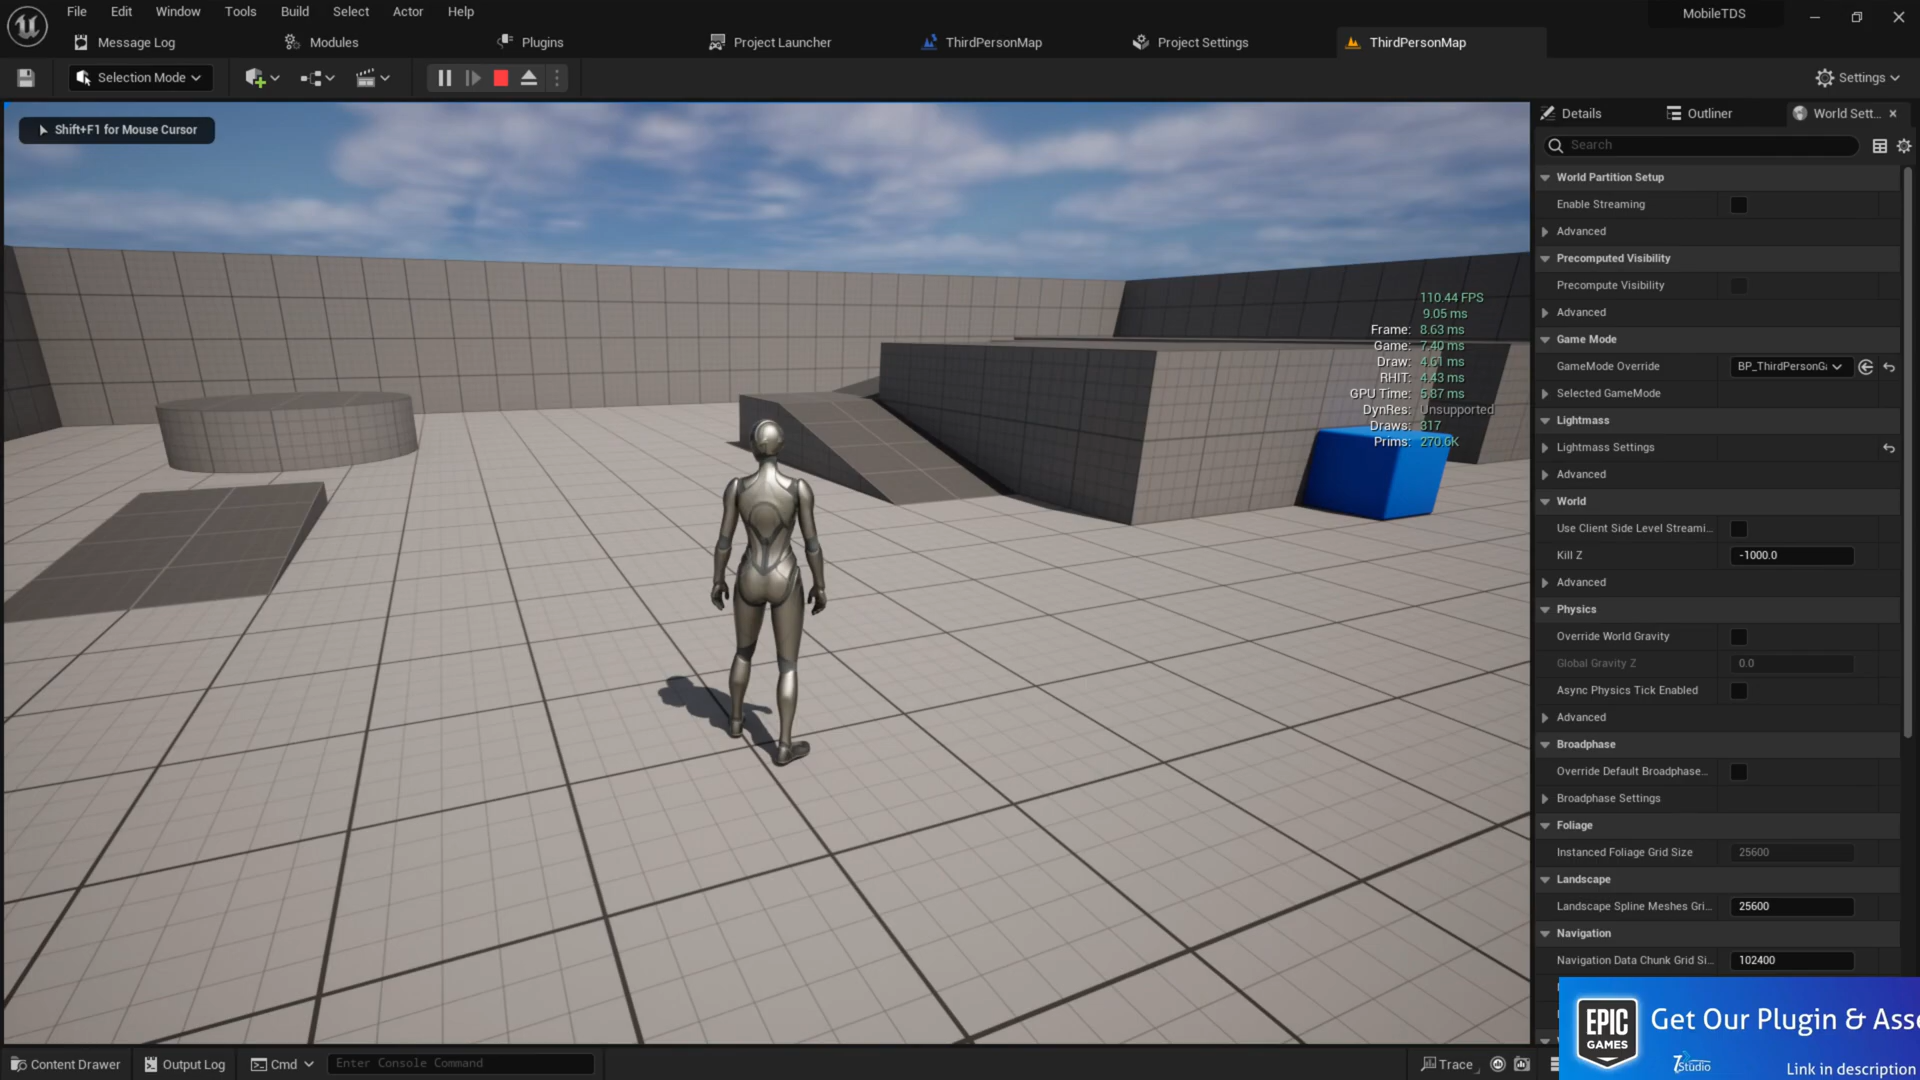 File Edit Window Tools Build Select Actor Help
MobileTDS
Message Log
Modules
Plugins
Project Launcher
ThirdPersonMap
Project Settings
ThirdPersonMap
Selection Mode
Settings
Shift+F1 for Mouse Cursor
110.44 FPS
9.05 ms
Frame: 8.63 ms
Game: 7.40 ms
Draw: 4.61 ms
RHIT: 4.43 ms
GPU Time: 5.87 ms
DynRes: Unsupported
Draws: 317
Prims: 270.6K
Details
Outliner
World Sett...
Search
World Partition Setup
Enable Streaming
Advanced
Precomputed Visibility
Precompute Visibility
Advanced
Game Mode
GameMode Override BP_ThirdPersonGa
Selected GameMode
Lightmass
Lightmass Settings
Advanced
World
Use Client Side Level Streami...
Kill Z -1000.0
Advanced
Physics
Override World Gravity
Global Gravity Z 0.0
Async Physics Tick Enabled
Advanced
Broadphase
Override Default Broadphase...
Broadphase Settings
Foliage
Instanced Foliage Grid Size 25600
Landscape
Landscape Spline Meshes Gri... 25600
Navigation
Navigation Data Chunk Grid Si... 102400
EPIC
GAMES
Get Our Plugin & Asse
7Studio
Link in description
Content Drawer
Output Log
Cmd
Enter Console Command
Trace